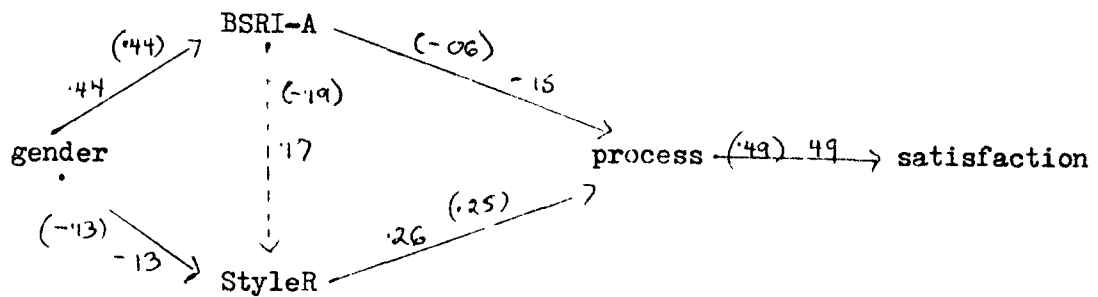 BSRI-A
(·44)
·44
(-06)
-15
(-·19)
·17
gender
process
(·49) 49
satisfaction
(-·13)
-13
(.25)
.26
StyleR